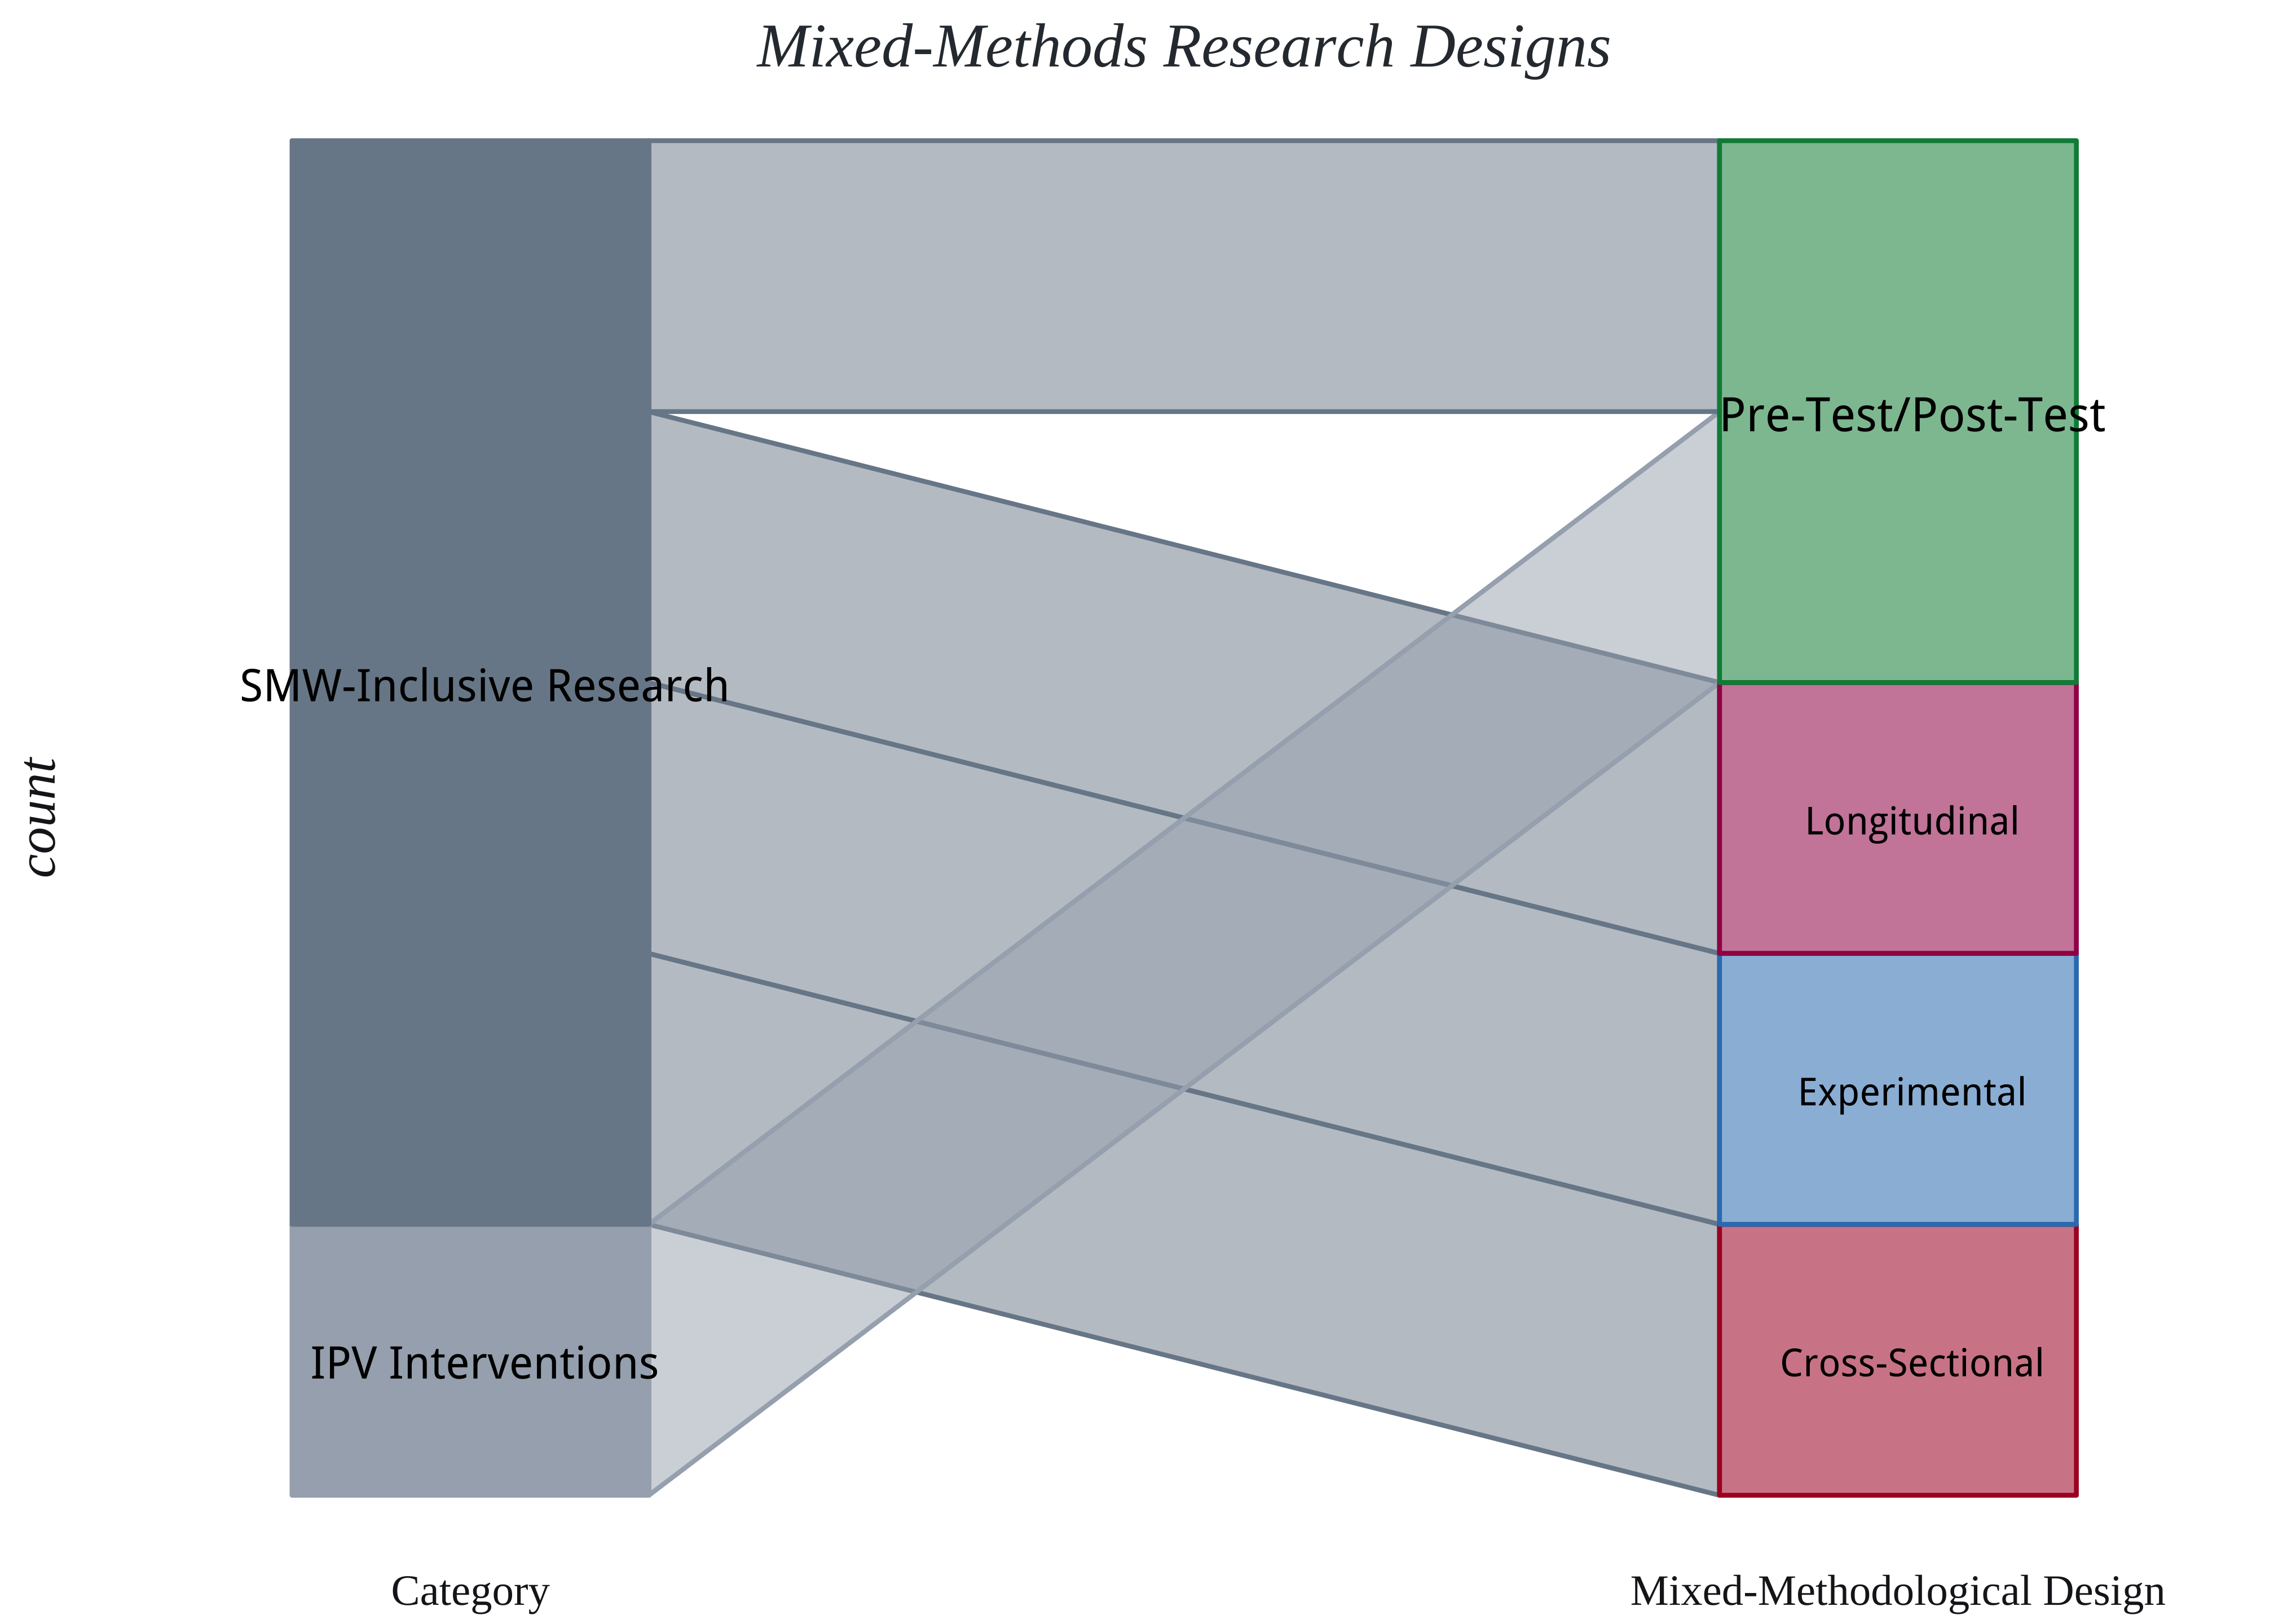 Mixed-Methods Research Designs
count
SMW-Inclusive Research
IPV Interventions
Pre-Test/Post-Test
Longitudinal
Experimental
Cross-Sectional
Category
Mixed-Methodological Design